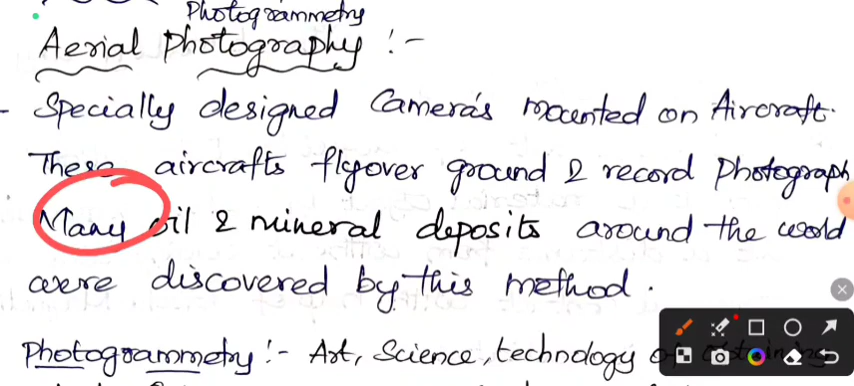 Photogrammetry
Aerial Photography :-
- Specially designed Camera's mounted on Aircraft.
These aircrafts flyover ground & record Photograph
Many oil & mineral deposits around the world
were discovered by this method.
Photogrammetry :- Art, Science, technology of obtaining